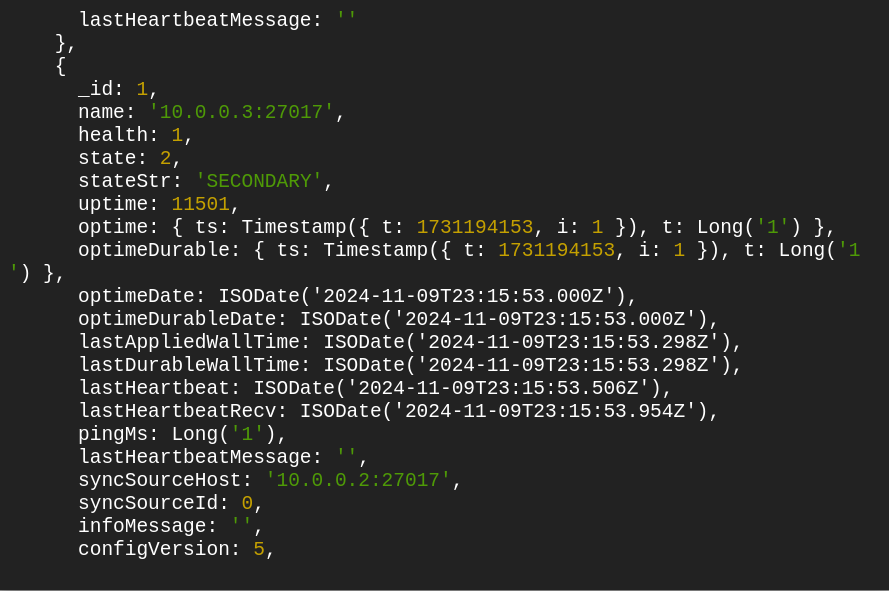 lastHeartbeatMessage: ''
},
{
_id: 1,
name: '10.0.0.3:27017',
health: 1,
state: 2,
stateStr: 'SECONDARY',
uptime: 11501,
optime: { ts: Timestamp({ t: 1731194153, i: 1 }), t: Long('1') },
optimeDurable: { ts: Timestamp({ t: 1731194153, i: 1 }), t: Long('1
') },
optimeDate: ISODate('2024-11-09T23:15:53.000Z'),
optimeDurableDate: ISODate('2024-11-09T23:15:53.000Z'),
lastAppliedWallTime: ISODate('2024-11-09T23:15:53.298Z'),
lastDurableWallTime: ISODate('2024-11-09T23:15:53.298Z'),
lastHeartbeat: ISODate('2024-11-09T23:15:53.506Z'),
lastHeartbeatRecv: ISODate('2024-11-09T23:15:53.954Z'),
pingMs: Long('1'),
lastHeartbeatMessage: '',
syncSourceHost: '10.0.0.2:27017',
syncSourceId: 0,
infoMessage: '',
configVersion: 5,